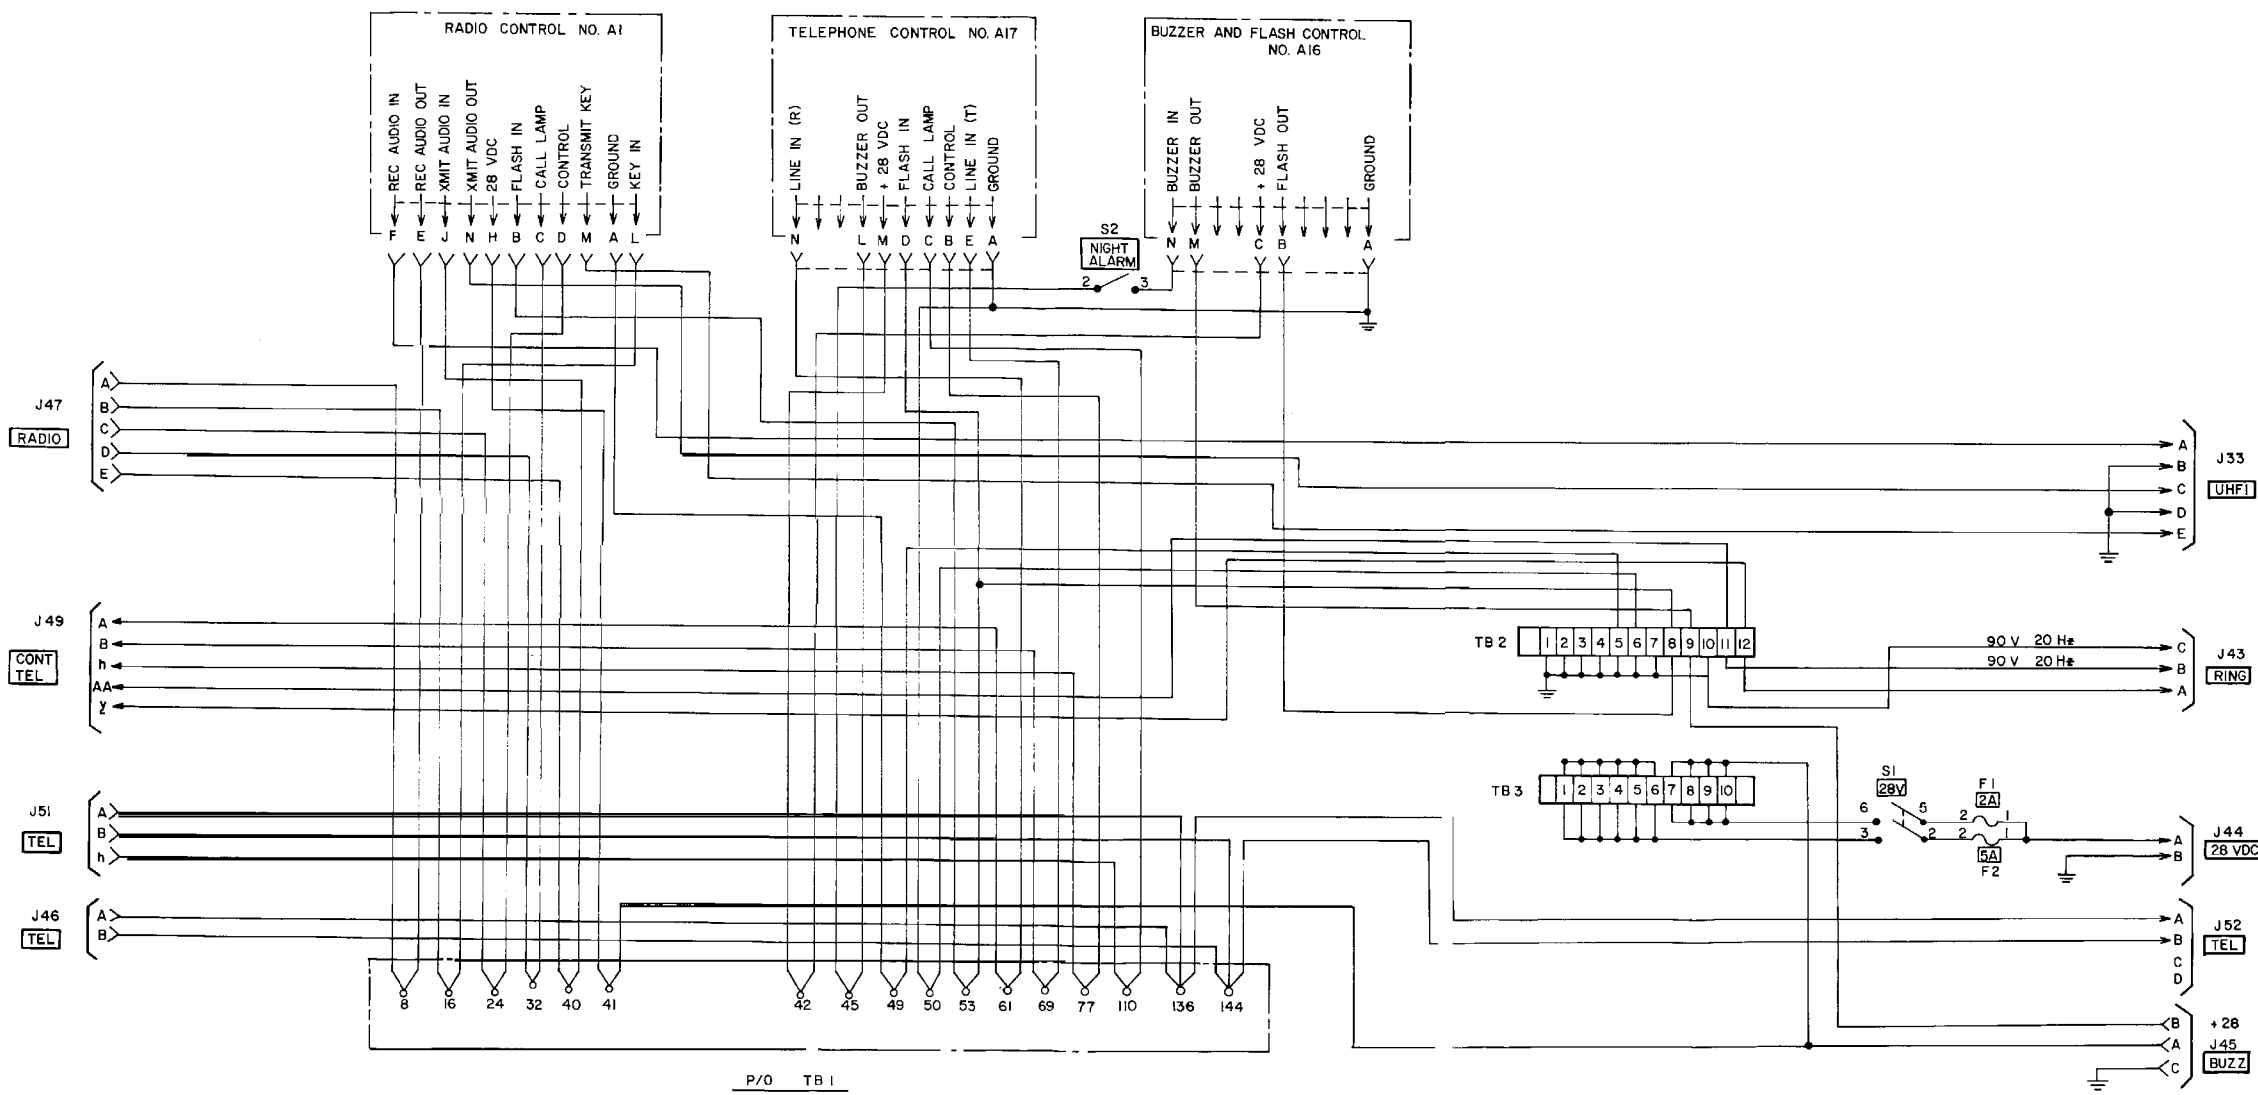 RADIO CONTROL NO. A1
REC AUDIO IN
REC AUDIO OUT
XMIT AUDIO IN
XMIT AUDIO OUT
28 VDC
FLASH IN
CALL LAMP
CONTROL
TRANSMIT KEY
GROUND
KEY IN
F E J N H B C D M A L
TELEPHONE CONTROL NO. A17
LINE IN (R)
BUZZER OUT
+ 28 VDC
FLASH IN
CALL LAMP
CONTROL
LINE IN (T)
GROUND
N L M D C B E A
BUZZER AND FLASH CONTROL
NO. A16
BUZZER IN
BUZZER OUT
+ 28 VDC
FLASH OUT
GROUND
N M C B A
S2
NIGHT
ALARM
2 3
J47
RADIO
A
B
C
D
E
J33
UHF1
A
B
C
D
E
J49
CONT
TEL
A
B
h
AA
y
TB 2
1 2 3 4 5 6 7 8 9 10 11 12
90 V 20 Hz
90 V 20 Hz
C
B
A
J43
RING
J51
TEL
A
B
h
TB 3
1 2 3 4 5 6 7 8 9 10
S1
28V
6 5
3 2
F1
2A
2 1
2 1
5A
F2
A
B
J44
28 VDC
J46
TEL
A
B
A
B
C
D
J52
TEL
8 16 24 32 40 41 42 45 49 50 53 61 69 77 110 136 144
B
A
C
+28
J45
BUZZ
P/O TB 1